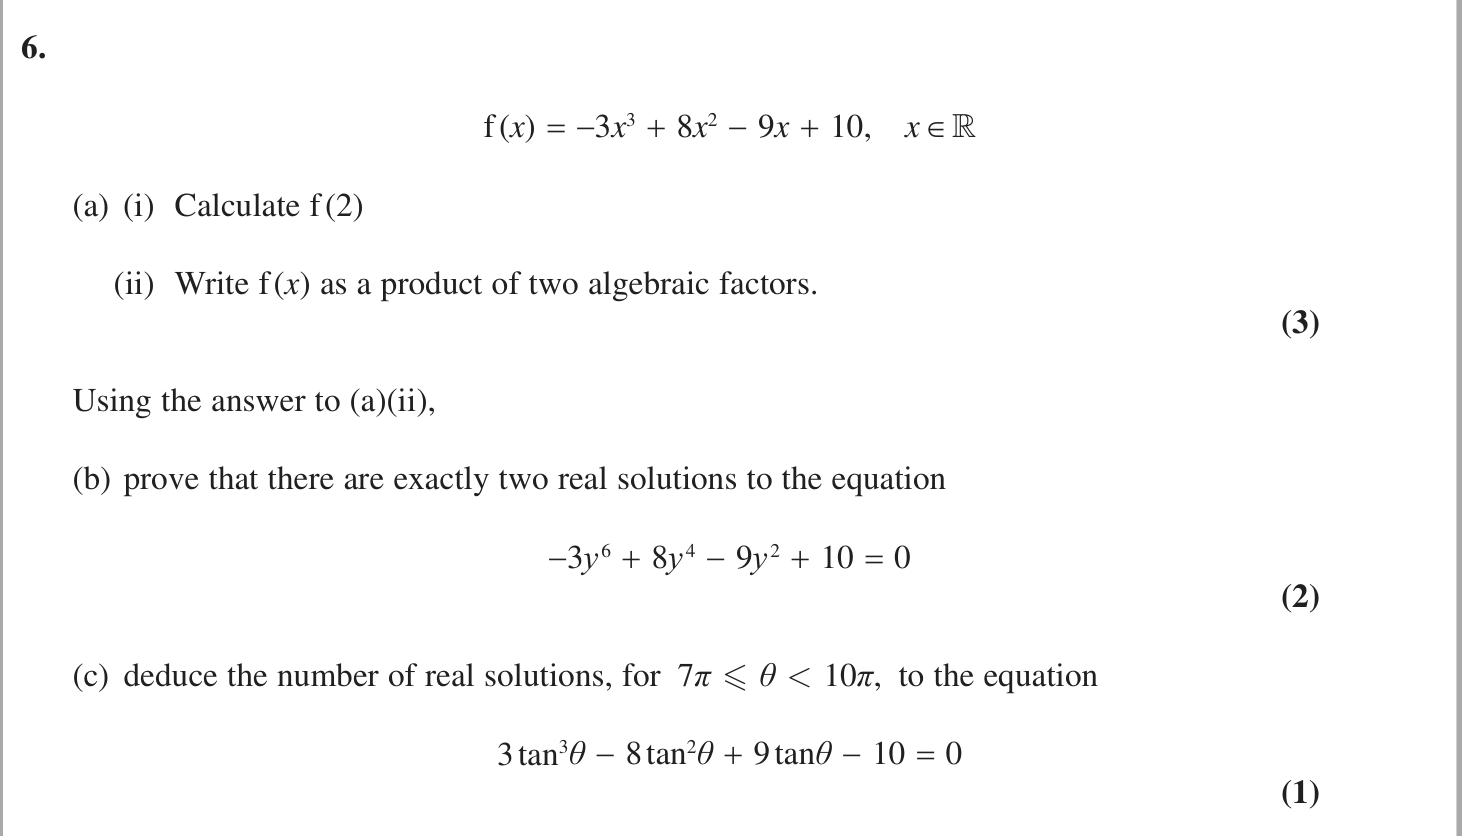 6.
f(x) = −3x³ + 8x² − 9x + 10, x ∈ ℝ
(a) (i) Calculate f(2)
(ii) Write f(x) as a product of two algebraic factors.
(3)
Using the answer to (a)(ii),
(b) prove that there are exactly two real solutions to the equation
−3y⁶ + 8y⁴ − 9y² + 10 = 0
(2)
(c) deduce the number of real solutions, for 7π ⩽ θ < 10π, to the equation
3 tan³θ − 8 tan²θ + 9 tanθ − 10 = 0
(1)